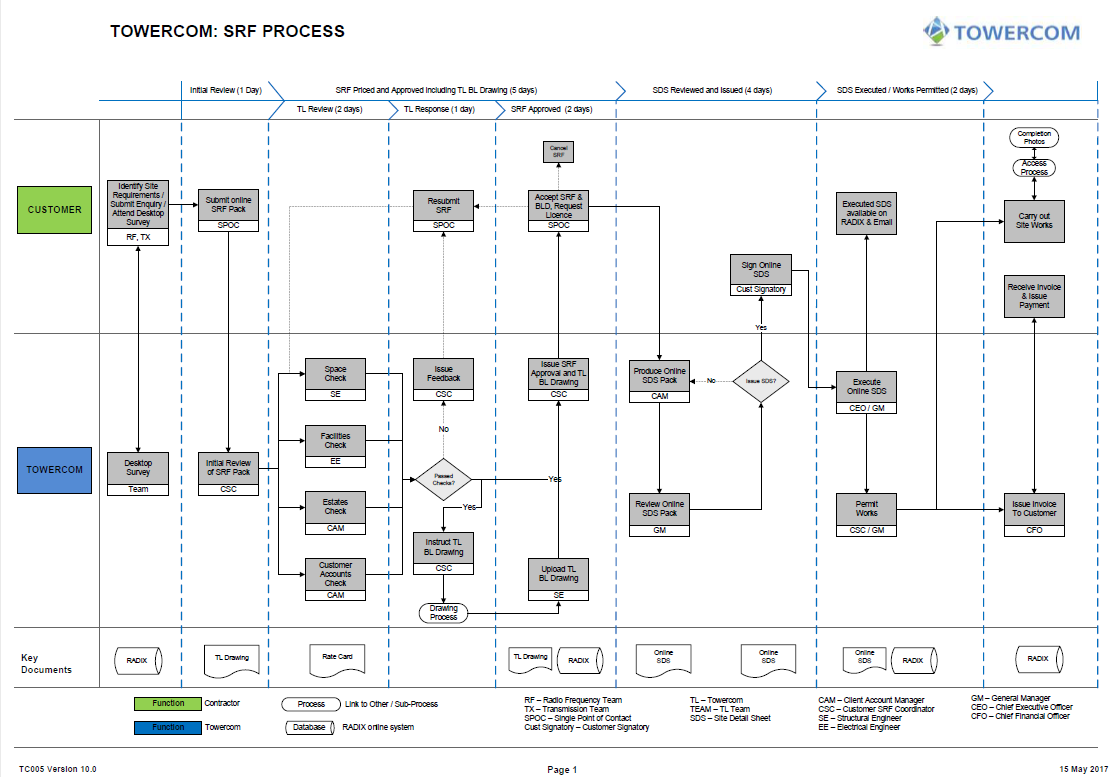 TOWERCOM: SRF PROCESS
TOWERCOM
Initial Review (1 Day)
SRF Priced and Approved Including TL BL Drawing (5 days)
SDS Reviewed and Issued (4 days)
SDS Executed / Works Permitted (2 days)
TL Review (2 days)
TL Response (1 day)
SRF Approved (2 days)
CUSTOMER
Identify Site
Requirements /
Submit Enquiry /
Attend Desktop
Survey
RF, TX
Submit online
SRF Pack
SPOC
Resubmit
SRF
SPOC
Cancel
SRF
Accept SRF &
BLD, Request
Licence
SPOC
Sign Online
SDS
Cust Signatory
Executed SDS
available on
RADIX & Email
Completion
Photos
Access
Process
Carry out
Site Works
Receive Invoice
& Issue
Payment
TOWERCOM
Desktop
Survey
Team
Initial Review
of SRF Pack
CSC
Space
Check
SE
Facilities
Check
EE
Estates
Check
CAM
Customer
Accounts
Check
CAM
Issue
Feedback
CSC
No
Passed
Checks?
Yes
Yes
Instruct TL
BL Drawing
CSC
Drawing
Process
Issue SRF
Approval and TL
BL Drawing
CSC
Upload TL
BL Drawing
SE
Produce Online
SDS Pack
CAM
No
Issue SDS?
Yes
Review Online
SDS Pack
GM
Execute
Online SDS
CEO / GM
Permit
Works
CSC / GM
Issue Invoice
To Customer
CFO
Key
Documents
RADIX
TL Drawing
Rate Card
TL Drawing
RADIX
Online
SDS
Online
SDS
Online
SDS
RADIX
RADIX
Function
Contractor
Function
Towercom
Process
Link to Other / Sub-Process
Database
RADIX online system
RF – Radio Frequency Team
TX – Transmission Team
SPOC – Single Point of Contact
Cust Signatory – Customer Signatory
TL – Towercom
TEAM – TL Team
SDS – Site Detail Sheet
CAM – Client Account Manager
CSC – Customer SRF Coordinator
SE – Structural Engineer
EE – Electrical Engineer
GM – General Manager
CEO – Chief Executive Officer
CFO – Chief Financial Officer
TC005 Version 10.0
Page 1
15 May 2017